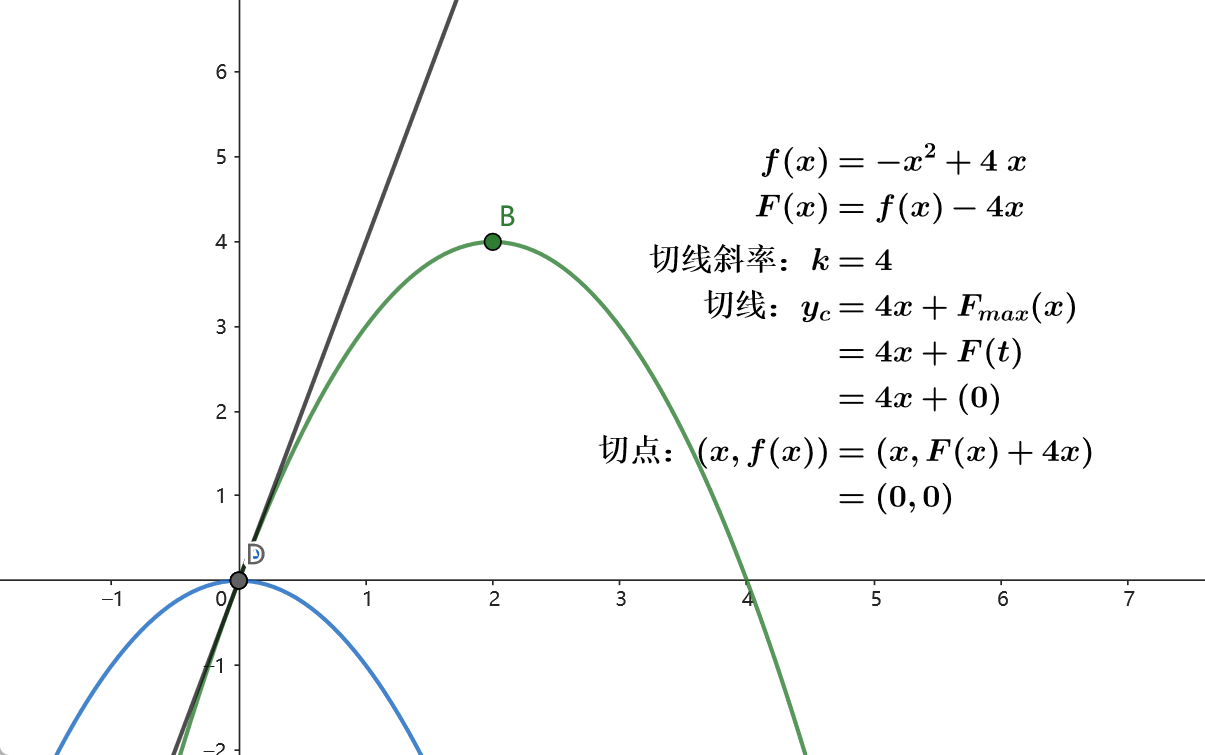 6
5
B
4
3
2
1
D
−1 0 1 2 3 4 5 6 7
−1
−2
f(x) = −x² + 4 x
F(x) = f(x) − 4x
切线斜率：k = 4
切线：y_c = 4x + F_max(x)
= 4x + F(t)
= 4x + (0)
切点：(x, f(x)) = (x, F(x) + 4x)
= (0, 0)